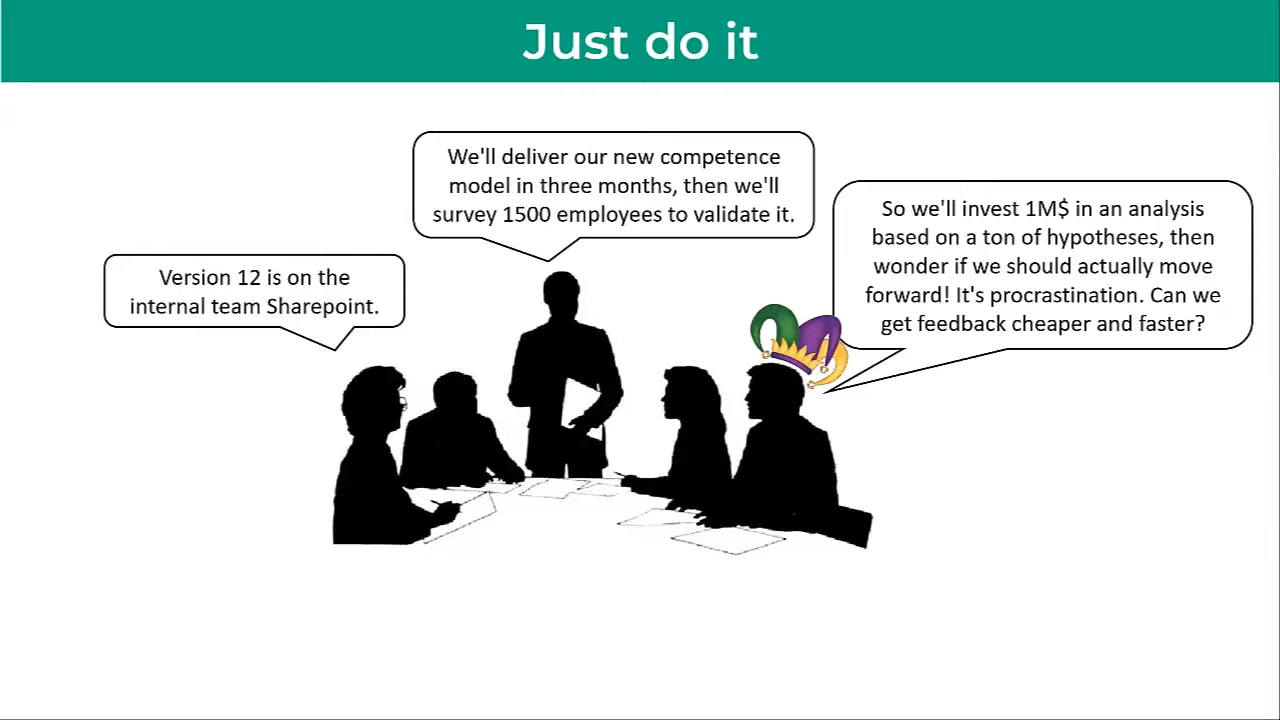 Just do it
We'll deliver our new competence
model in three months, then we'll
survey 1500 employees to validate it.
So we'll invest 1M$ in an analysis
based on a ton of hypotheses, then
wonder if we should actually move
forward! It's procrastination. Can we
get feedback cheaper and faster?
Version 12 is on the
internal team Sharepoint.